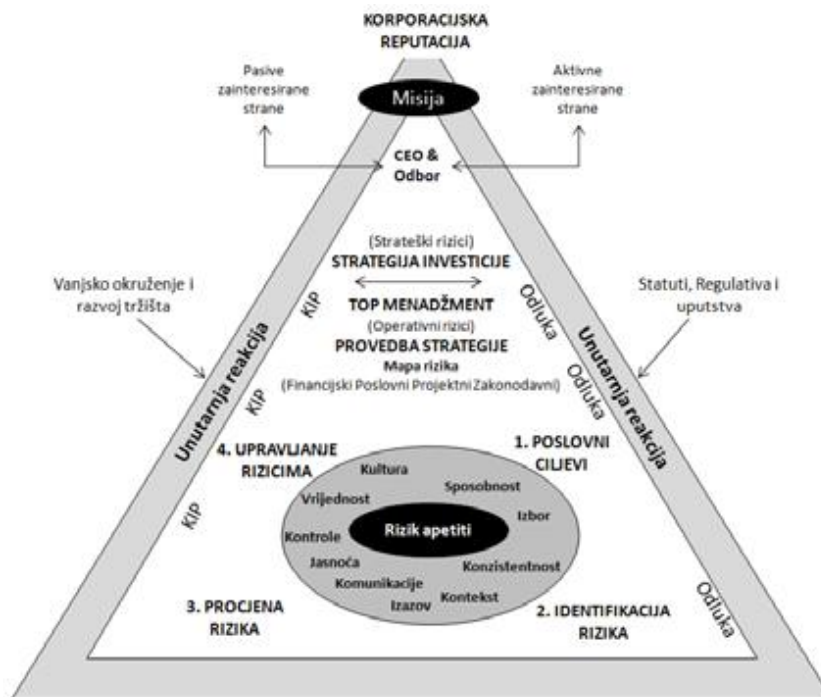 KORPORACIJSKA
REPUTACIJA
Pasive
zainteresirane
strane
Aktivne
zainteresirane
strane
Misija
CEO &
Odbor
(Strateški rizici)
STRATEGIJA INVESTICIJE
Vanjsko okruženje i
razvoj tržišta
Statuti, Regulativa i
uputstva
KIP
Odluka
TOP MENADŽMENT
(Operativni rizici)
PROVEDBA STRATEGIJE
Mapa rizika
(Financijski Poslovni Projektni Zakonodavni)
Unutarnja reakcija
Unutarnja reakcija
KIP
Odluka
4. UPRAVLJANJE
RIZICIMA
1. POSLOVNI
CILJEVI
Kultura
Sposobnost
Vrijednost
Izbor
Rizik apetiti
Kontrole
Jasnoća
Konzistentnost
Komunikacije
Kontekst
Izazov
KIP
3. PROCJENA
RIZIKA
2. IDENTIFIKACIJA
RIZIKA
Odluka